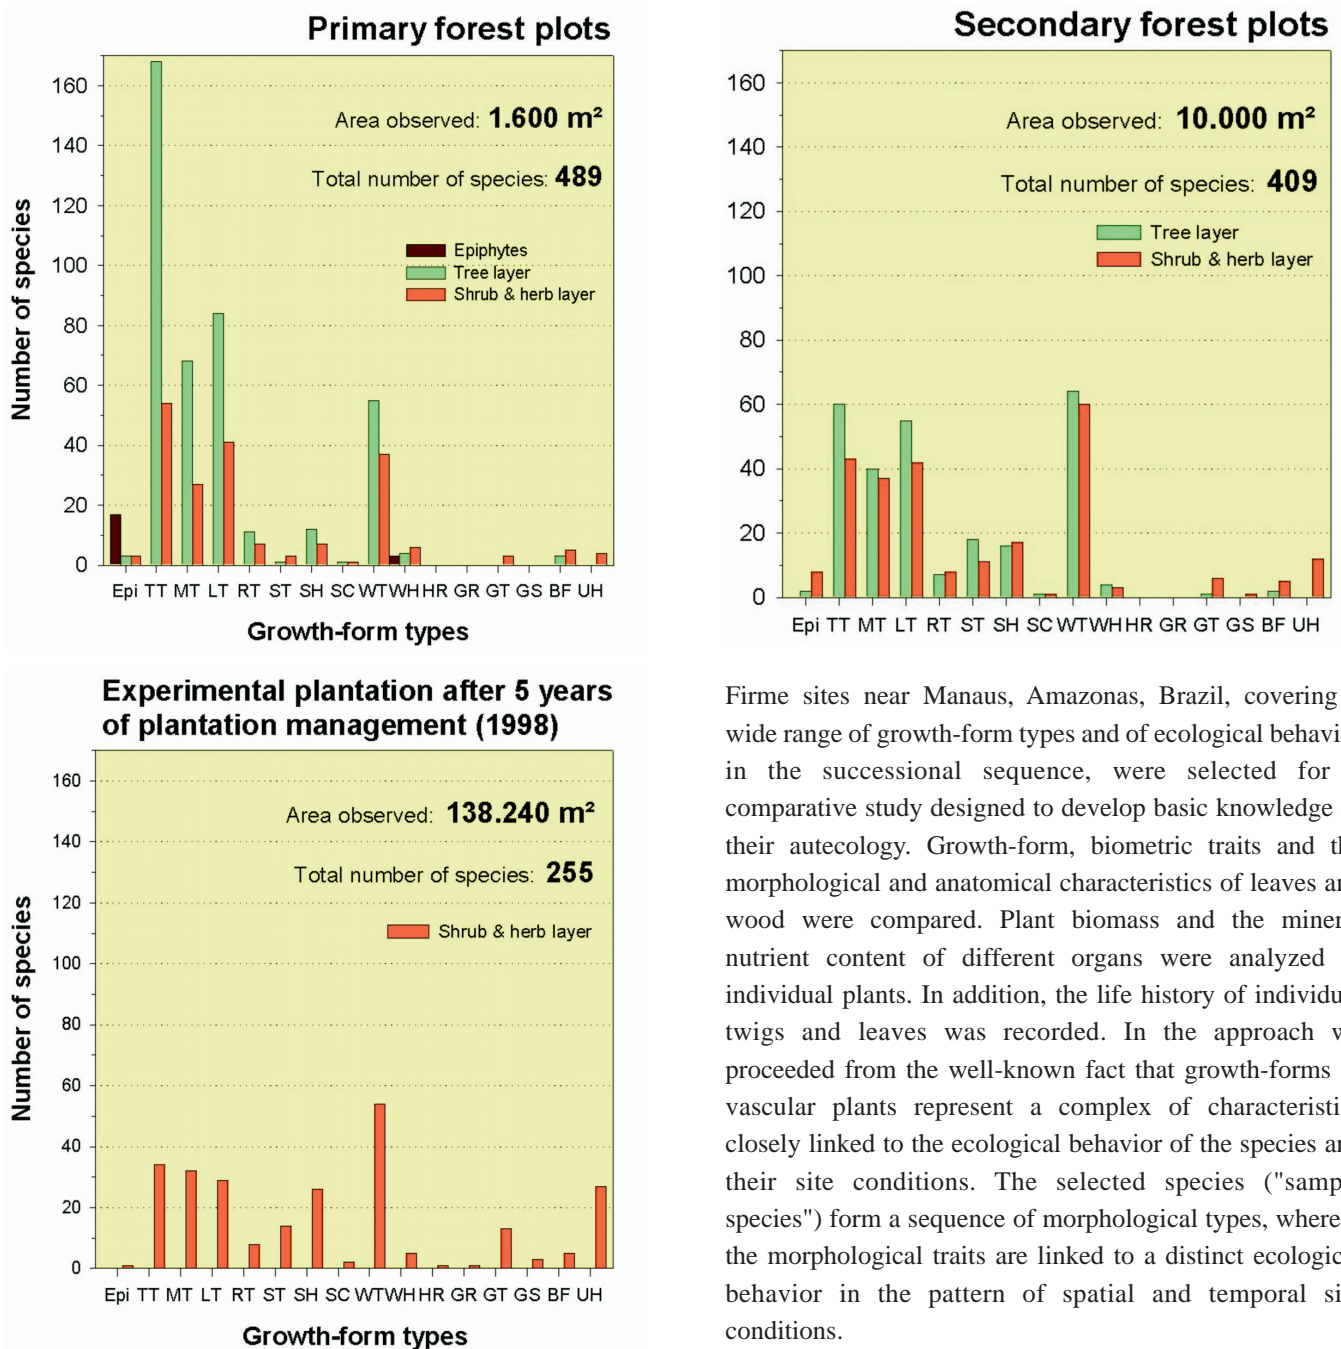 Primary forest plots
Area observed: 1.600 m²
Total number of species: 489
Epiphytes
Tree layer
Shrub & herb layer
Number of species
160
140
120
100
80
60
40
20
0
Epi TT MT LT RT ST SH SC WT WH HR GR GT GS BF UH
Growth-form types
Secondary forest plots
Area observed: 10.000 m²
Total number of species: 409
Tree layer
Shrub & herb layer
160
140
120
100
80
60
40
20
0
Epi TT MT LT RT ST SH SC WT WH HR GR GT GS BF UH
Experimental plantation after 5 years
of plantation management (1998)
Area observed: 138.240 m²
Total number of species: 255
Shrub & herb layer
Number of species
160
140
120
100
80
60
40
20
0
Epi TT MT LT RT ST SH SC WT WH HR GR GT GS BF UH
Growth-form types
Firme sites near Manaus, Amazonas, Brazil, covering
wide range of growth-form types and of ecological behavi
in the successional sequence, were selected for
comparative study designed to develop basic knowledge
their autecology. Growth-form, biometric traits and th
morphological and anatomical characteristics of leaves an
wood were compared. Plant biomass and the miner
nutrient content of different organs were analyzed
individual plants. In addition, the life history of individu
twigs and leaves was recorded. In the approach w
proceeded from the well-known fact that growth-forms
vascular plants represent a complex of characteristi
closely linked to the ecological behavior of the species an
their site conditions. The selected species ("samp
species") form a sequence of morphological types, where
the morphological traits are linked to a distinct ecologic
behavior in the pattern of spatial and temporal si
conditions.